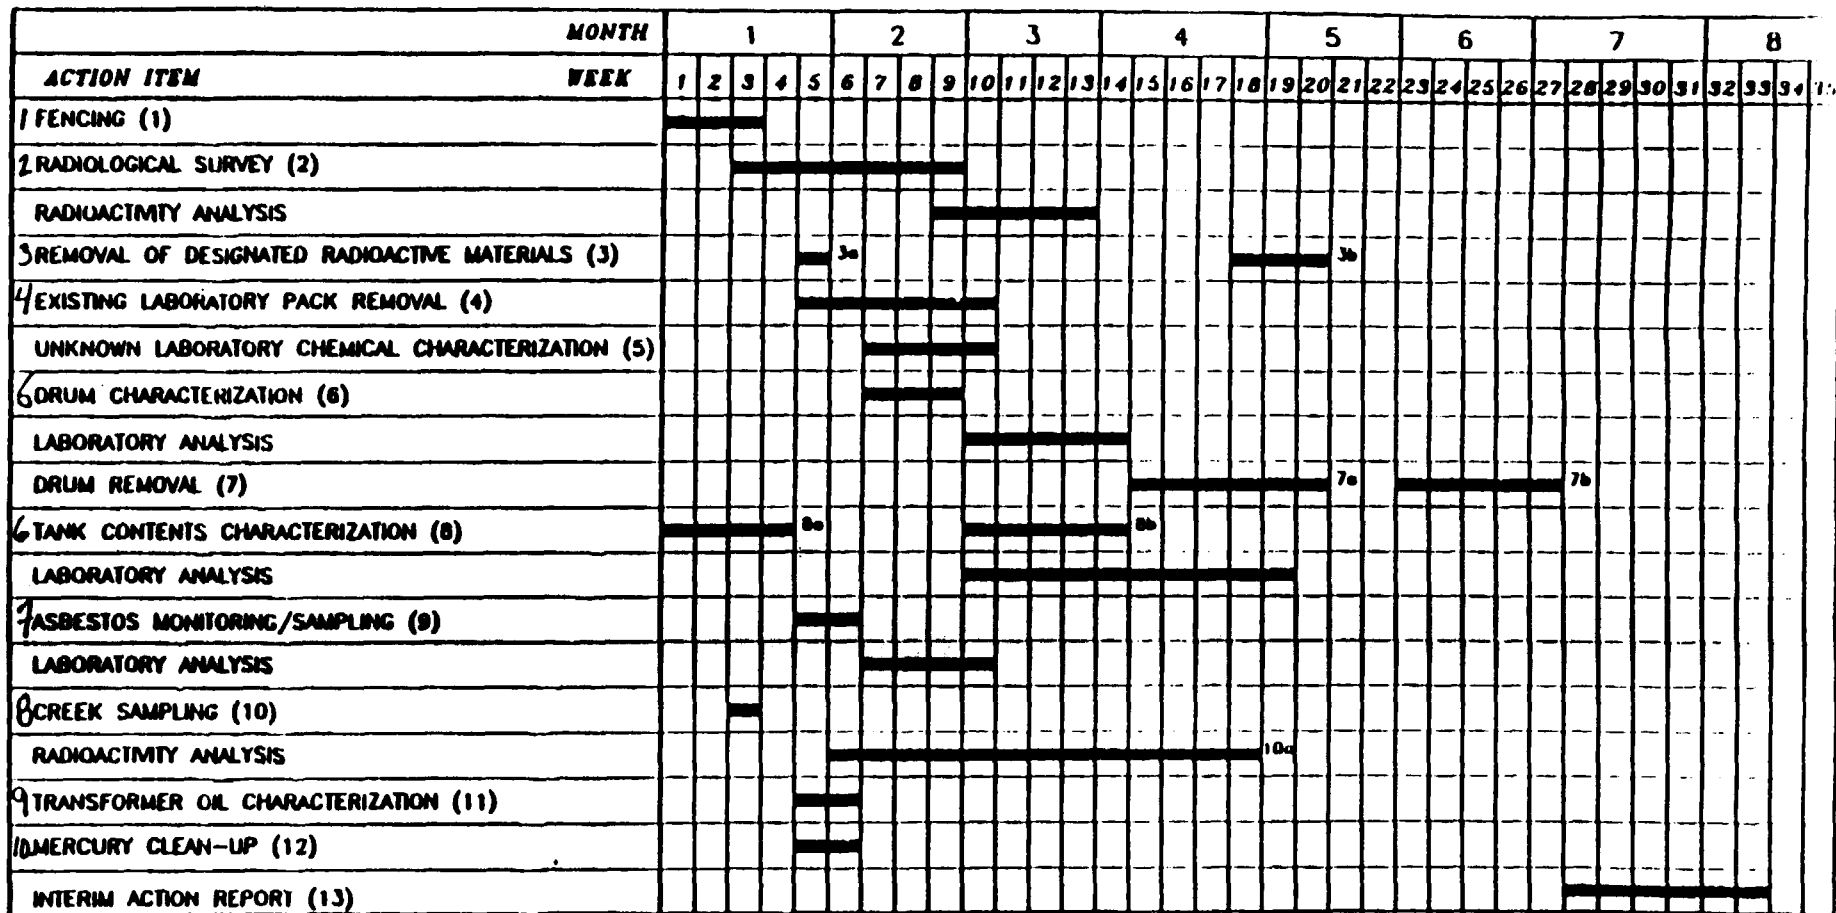 MONTH 1 2 3 4 5 6 7 8
ACTION ITEM WEEK 1 2 3 4 5 6 7 8 9 10 11 12 13 14 15 16 17 18 19 20 21 22 23 24 25 26 27 28 29 30 31 32 33 34
1 FENCING (1)
2 RADIOLOGICAL SURVEY (2)
RADIOACTIVITY ANALYSIS
3 REMOVAL OF DESIGNATED RADIOACTIVE MATERIALS (3) 3a 3b
4 EXISTING LABORATORY PACK REMOVAL (4)
UNKNOWN LABORATORY CHEMICAL CHARACTERIZATION (5)
5 DRUM CHARACTERIZATION (6)
LABORATORY ANALYSIS
DRUM REMOVAL (7) 7a 7b
6 TANK CONTENTS CHARACTERIZATION (8) 8a 8b
LABORATORY ANALYSIS
7 ASBESTOS MONITORING/SAMPLING (9)
LABORATORY ANALYSIS
8 CREEK SAMPLING (10)
RADIOACTIVITY ANALYSIS 10a
9 TRANSFORMER OIL CHARACTERIZATION (11)
10 MERCURY CLEAN-UP (12)
INTERIM ACTION REPORT (13)